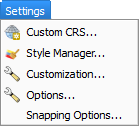 Settings
Custom CRS...
Style Manager...
Customization...
Options...
Snapping Options...